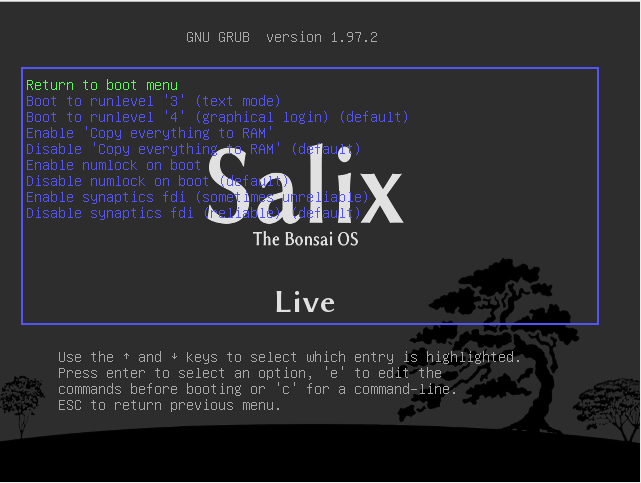 GNU GRUB  version 1.97.2
Return to boot menu
Boot to runlevel '3' (text mode)
Boot to runlevel '4' (graphical login) (default)
Enable 'Copy everything to RAM'
Disable 'Copy everything to RAM' (default)
Enable numlock on boot
Disable numlock on boot (default)
Enable synaptics fdi (sometimes unreliable)
Disable synaptics fdi (reliable) (default)
Salix
The Bonsai OS
Live
Use the ↑ and ↓ keys to select which entry is highlighted.
Press enter to select an option, 'e' to edit the
commands before booting or 'c' for a command-line.
ESC to return previous menu.